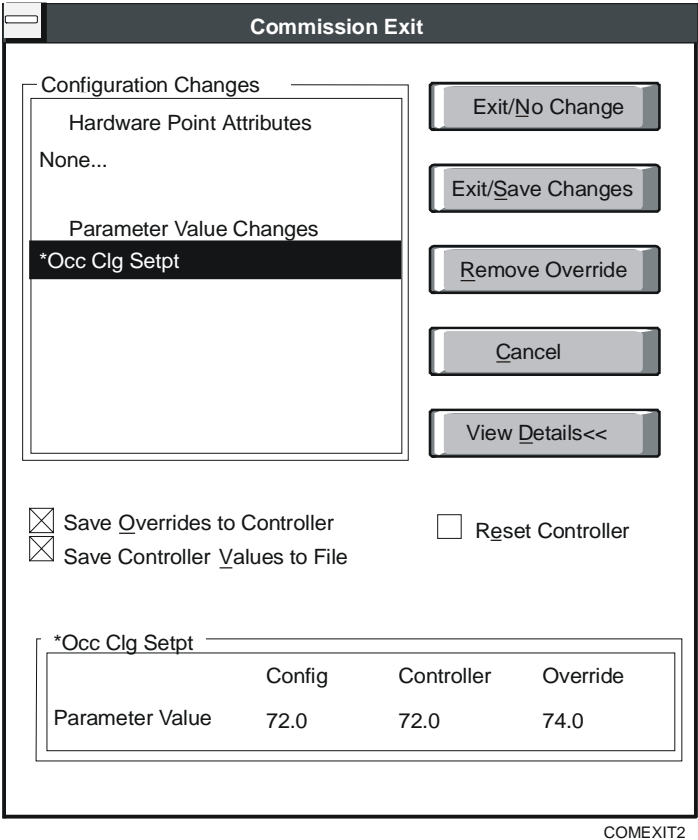 Commission Exit
Configuration Changes
Hardware Point Attributes
None...
Parameter Value Changes
*Occ Clg Setpt
Exit/No Change
Exit/Save Changes
Remove Override
Cancel
View Details<<
Save Overrides to Controller
Save Controller Values to File
Reset Controller
*Occ Clg Setpt
Config Controller Override
Parameter Value 72.0 72.0 74.0
COMEXIT2